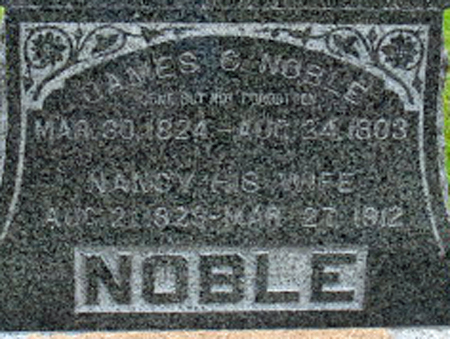 JAMES C. NOBLE
GONE BUT NOT FORGOTTEN
MAR. 30, 1824 - AUG. 24, 1903
NANCY HIS WIFE
AUG. 21, 1825 - MAR. 27, 1912
NOBLE